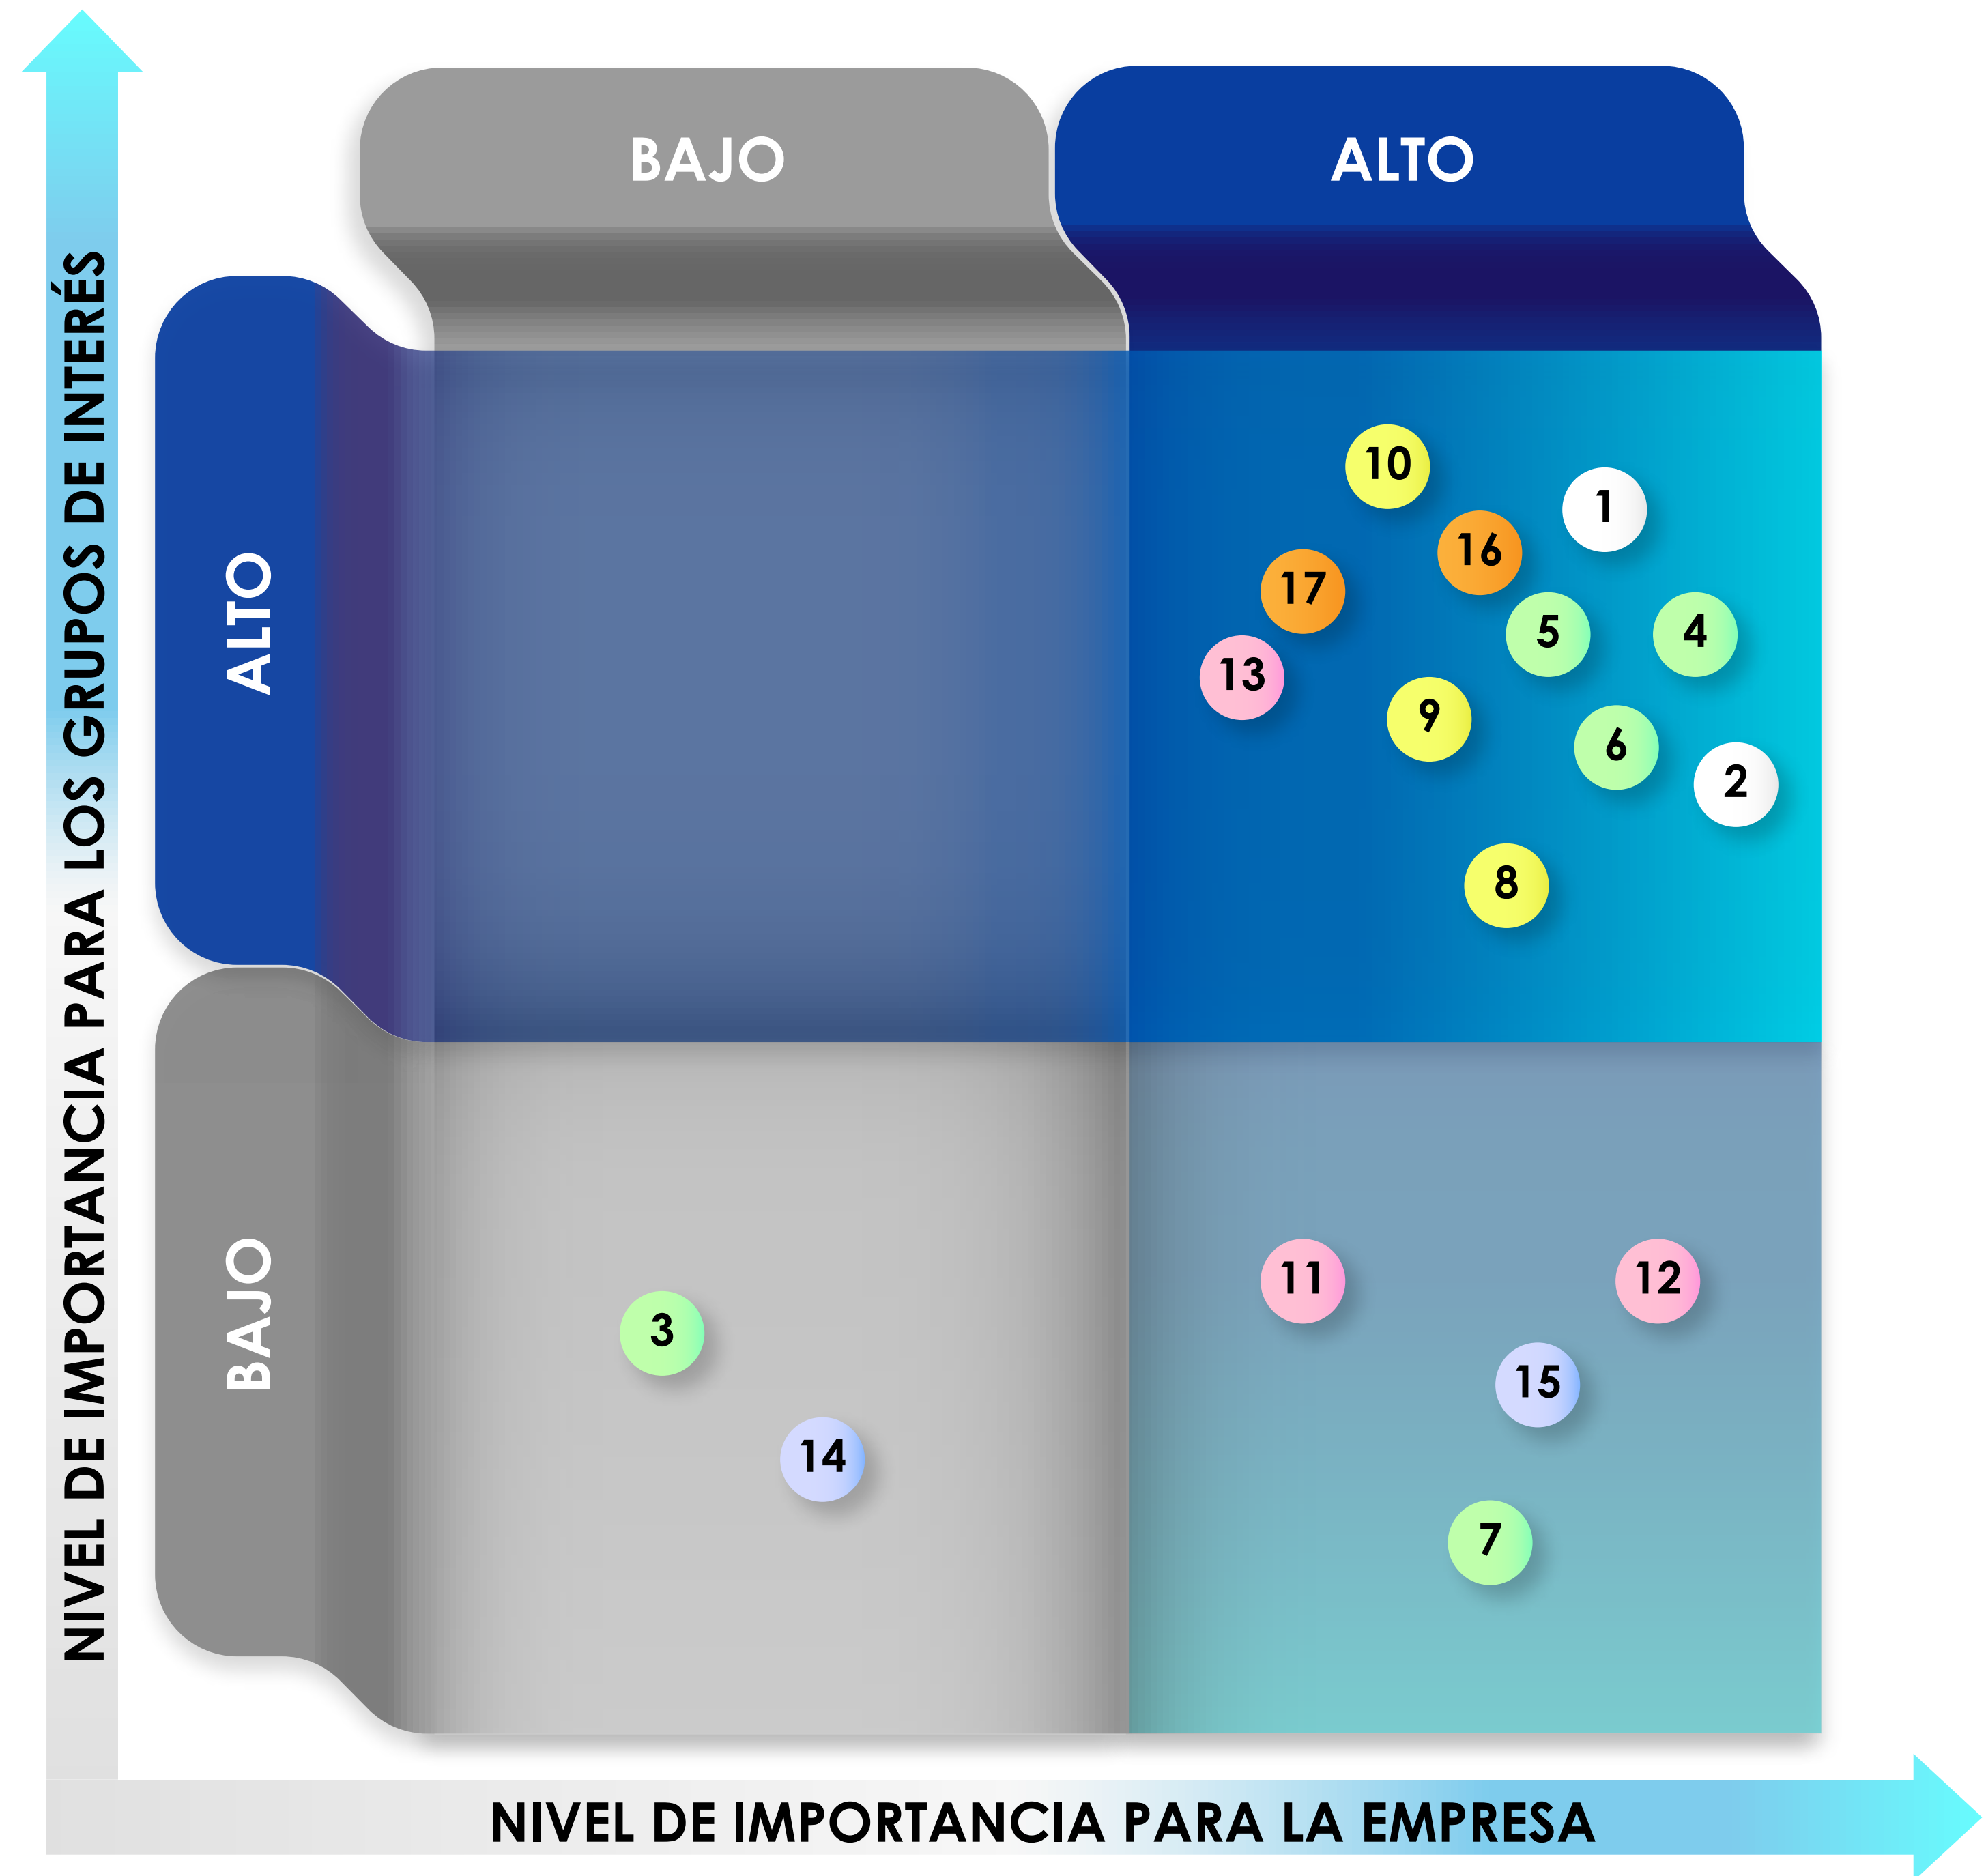 BAJO
ALTO
NIVEL DE IMPORTANCIA PARA LOS GRUPOS DE INTERÉS
ALTO
10
1
16
17
5
4
13
9
6
2
8
BAJO
11
12
3
15
14
7
NIVEL DE IMPORTANCIA PARA LA EMPRESA